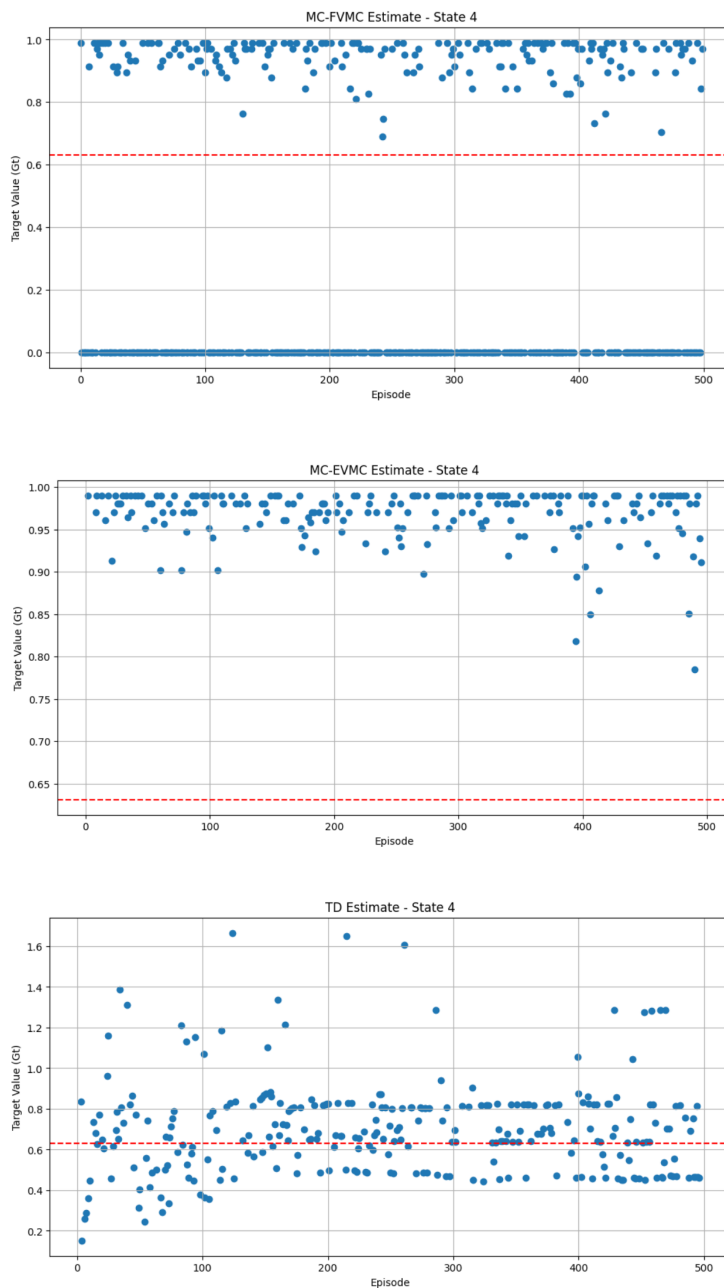 MC-FVMC Estimate - State 4
1.0
0.8
0.6
0.4
0.2
0.0
Target Value (Gt)
0 100 200 300 400 500
Episode
MC-EVMC Estimate - State 4
1.00
0.95
0.90
0.85
0.80
0.75
0.70
0.65
Target Value (Gt)
0 100 200 300 400 500
Episode
TD Estimate - State 4
1.6
1.4
1.2
1.0
0.8
0.6
0.4
0.2
Target Value (Gt)
0 100 200 300 400 500
Episode